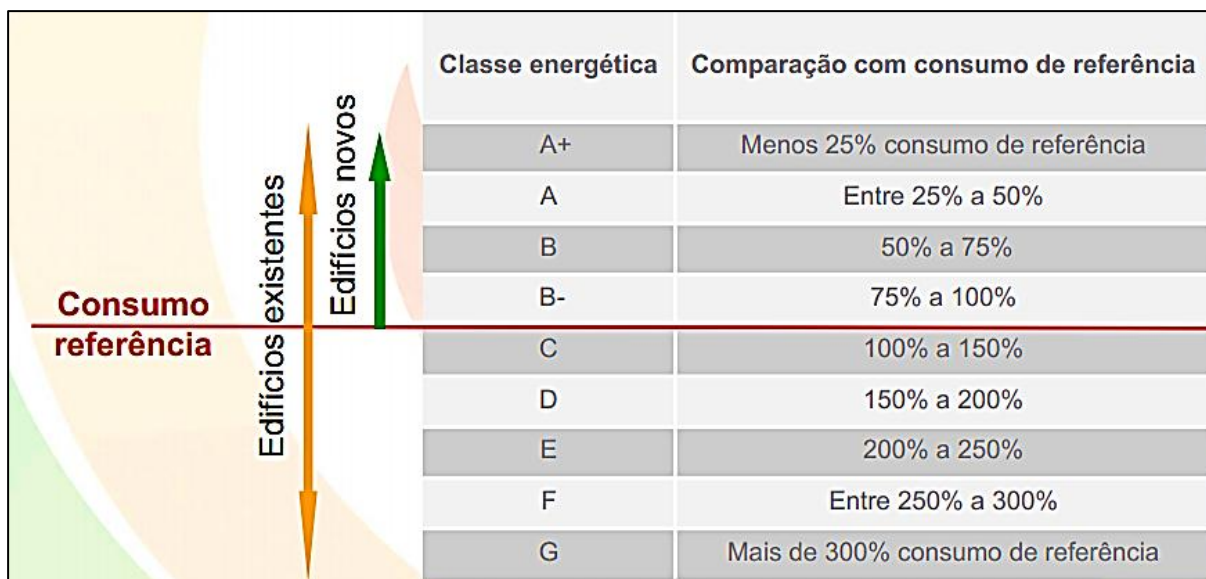 Classe energética Comparação com consumo de referência
A+ Menos 25% consumo de referência
A Entre 25% a 50%
B 50% a 75%
B- 75% a 100%
C 100% a 150%
D 150% a 200%
E 200% a 250%
F Entre 250% a 300%
G Mais de 300% consumo de referência
Consumo
referência
Edifícios existentes
Edifícios novos